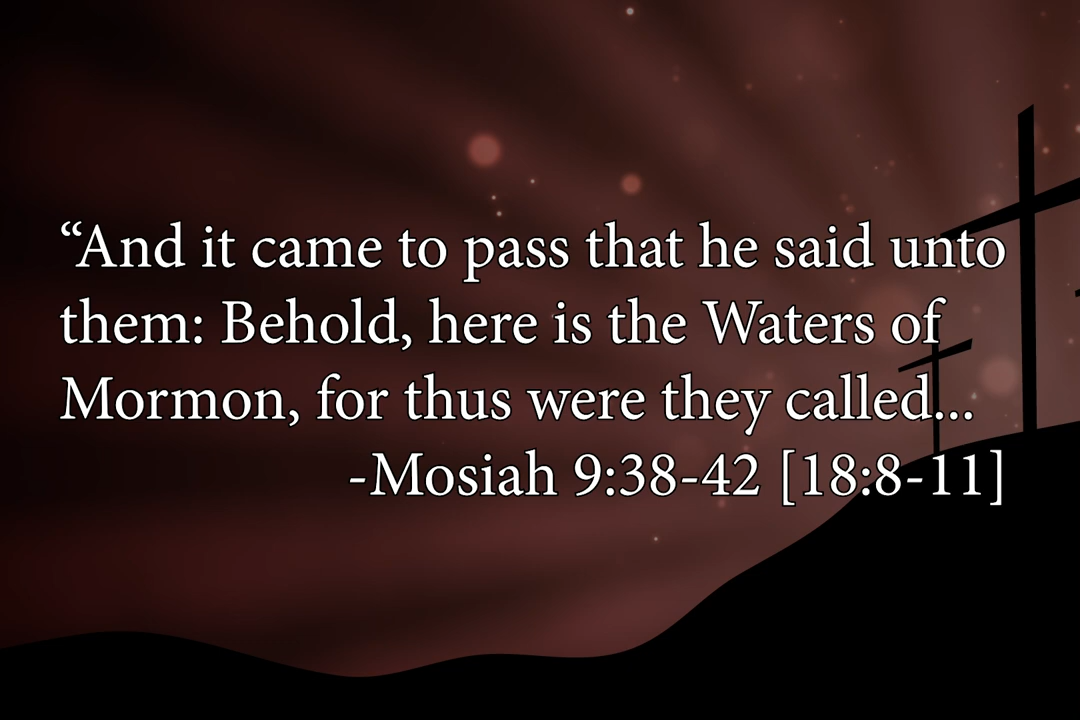 “And it came to pass that he said unto
them: Behold, here is the Waters of
Mormon, for thus were they called...
-Mosiah 9:38-42 [18:8-11]